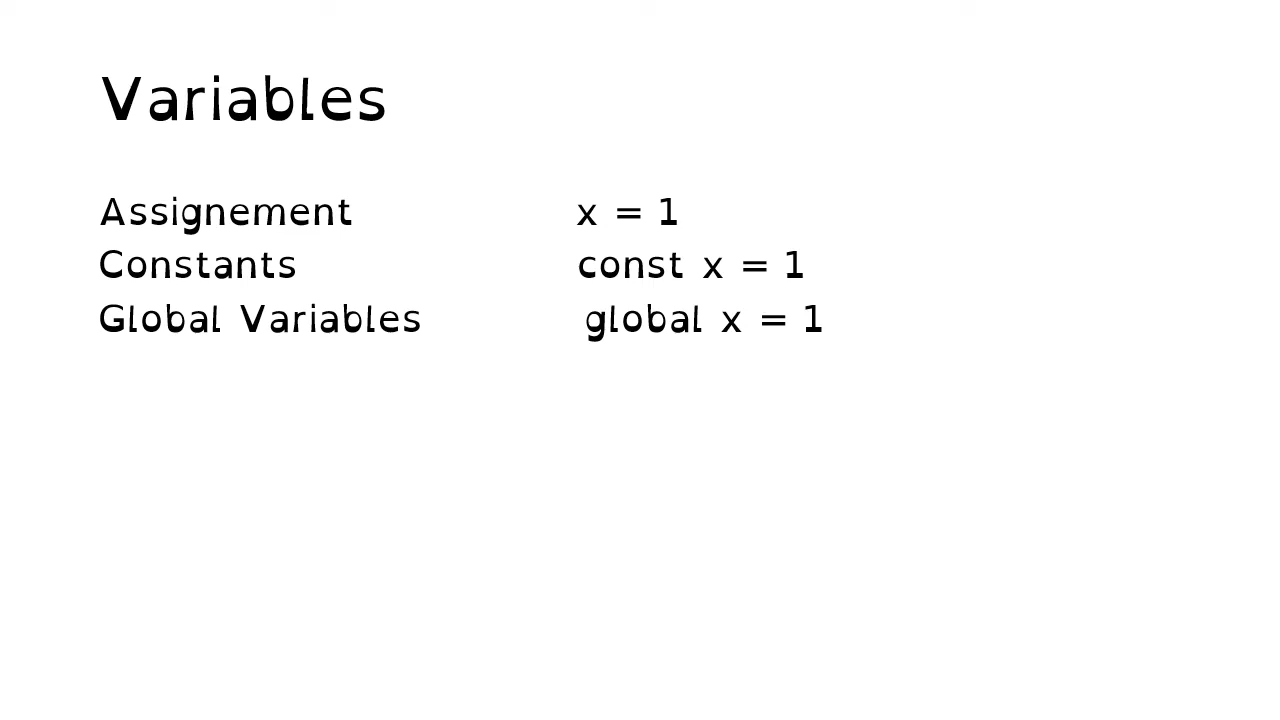 Variables
Assignement x = 1
Constants const x = 1
Global Variables global x = 1